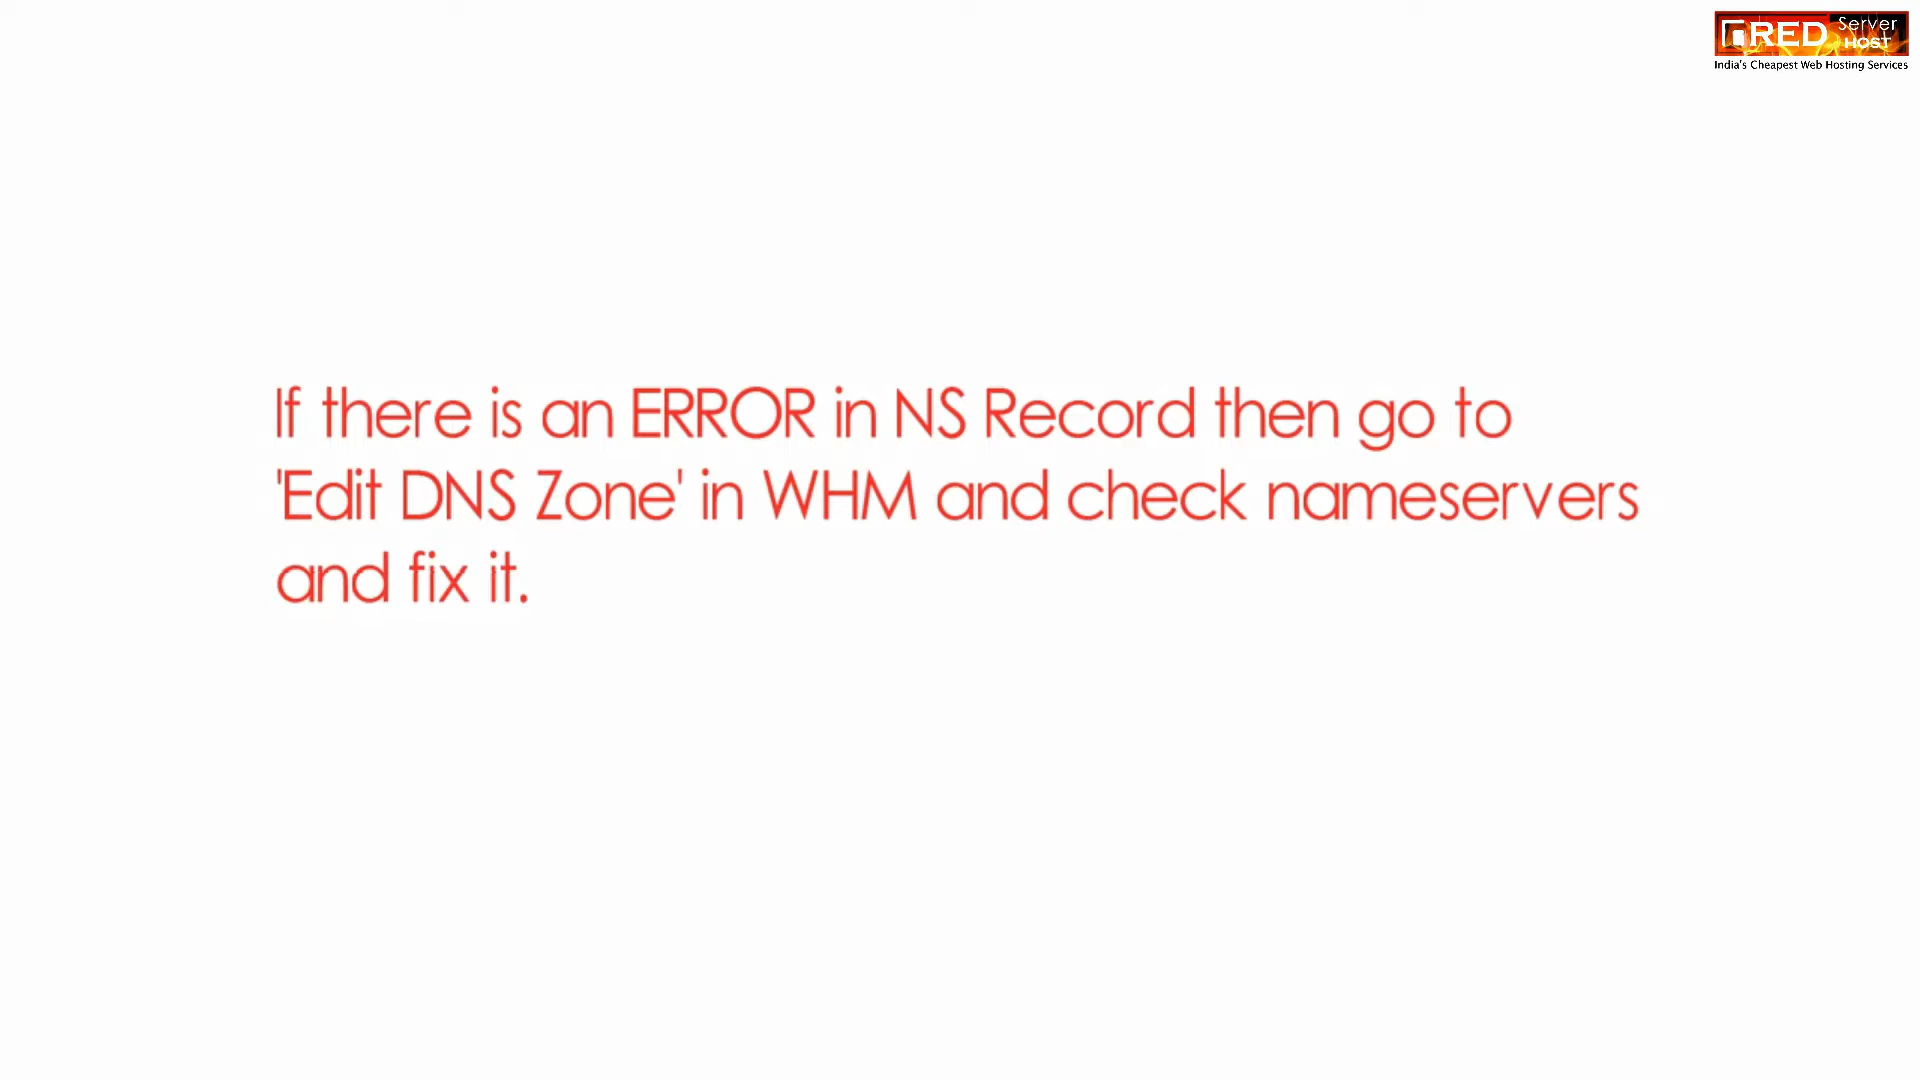 RED Server HOST
India's Cheapest Web Hosting Services
If there is an ERROR in NS Record then go to
'Edit DNS Zone' in WHM and check nameservers
and fix it.